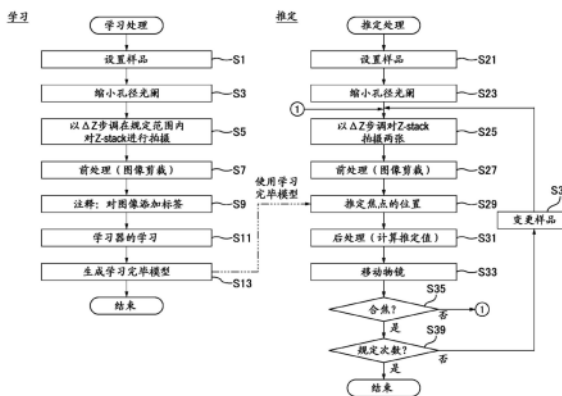 学习
学习处理
设置样品
S1
缩小孔径光阑
S3
以ΔZ步调在规定范围内
对Z-stack进行拍摄
S5
前处理（图像剪裁）
S7
注释：对图像添加标签
S9
学习器的学习
S11
生成学习完毕模型
S13
结束
使用学习
完毕模型
推定
推定处理
设置样品
S21
缩小孔径光阑
S23
1
以ΔZ步调对Z-stack
拍摄两张
S25
前处理（图像剪裁）
S27
推定焦点的位置
S29
后处理（计算推定值）
S31
移动物镜
S33
合焦？
S35
否
1
是
规定次数？
S39
否
是
结束
变更样品